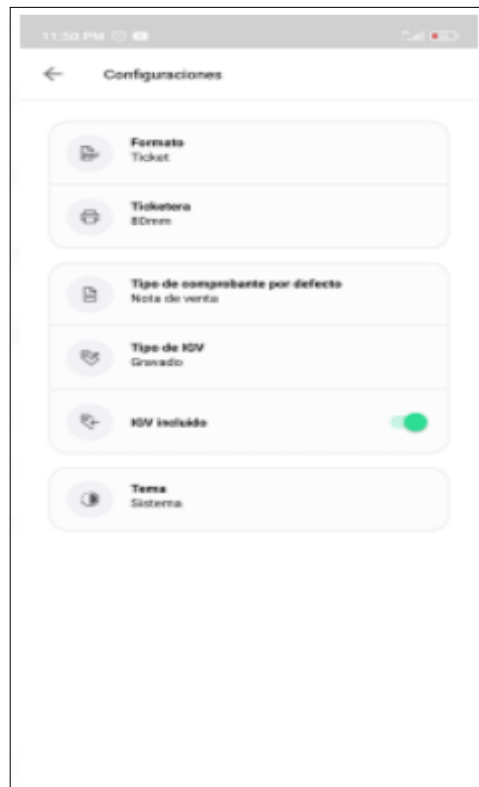 11:50 PM
Configuraciones
Formato
Ticket
Ticketera
80mm
Tipo de comprobante por defecto
Nota de venta
Tipo de IGV
Gravado
IGV incluido
Tema
Sistema